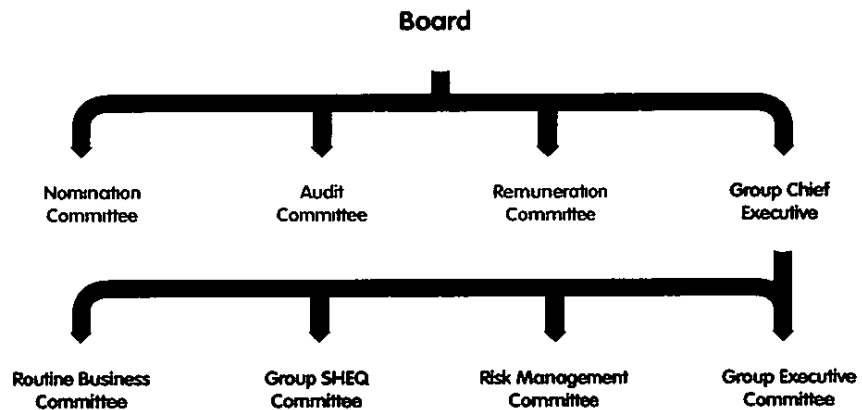 Board
Nomination Audit Remuneration Group Chief
Committee Committee Committee Executive
Routine Business Group SHEQ Risk Management Group Executive
Committee Committee Committee Committee